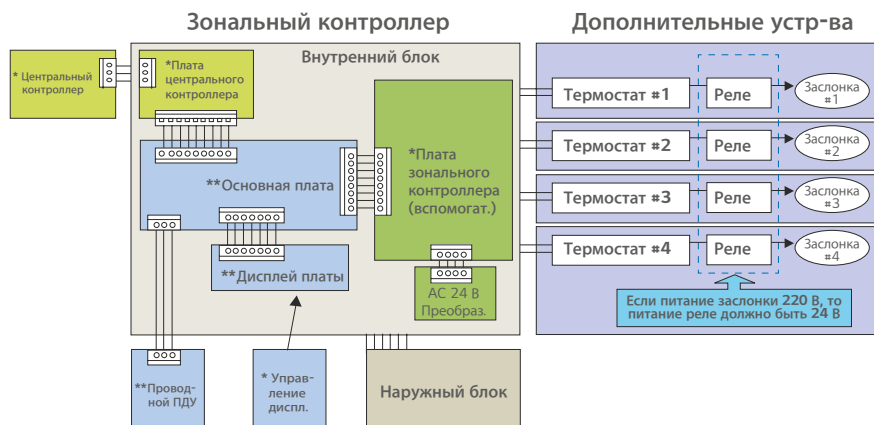 Зональный контроллер
Дополнительные устр-ва
Внутренний блок
* Центральный
контроллер
*Плата
центрального
контроллера
**Основная плата
*Плата
зонального
контроллера
(вспомогат.)
**Дисплей платы
АС 24 В
Преобраз.
**Провод-
ной ПДУ
* Управ-
ление
диспл.
Наружный блок
Термостат #1
Реле
Заслонка
#1
Термостат #2
Реле
Заслонка
#2
Термостат #3
Реле
Заслонка
#3
Термостат #4
Реле
Заслонка
#4
Если питание заслонки 220 В, то
питание реле должно быть 24 В